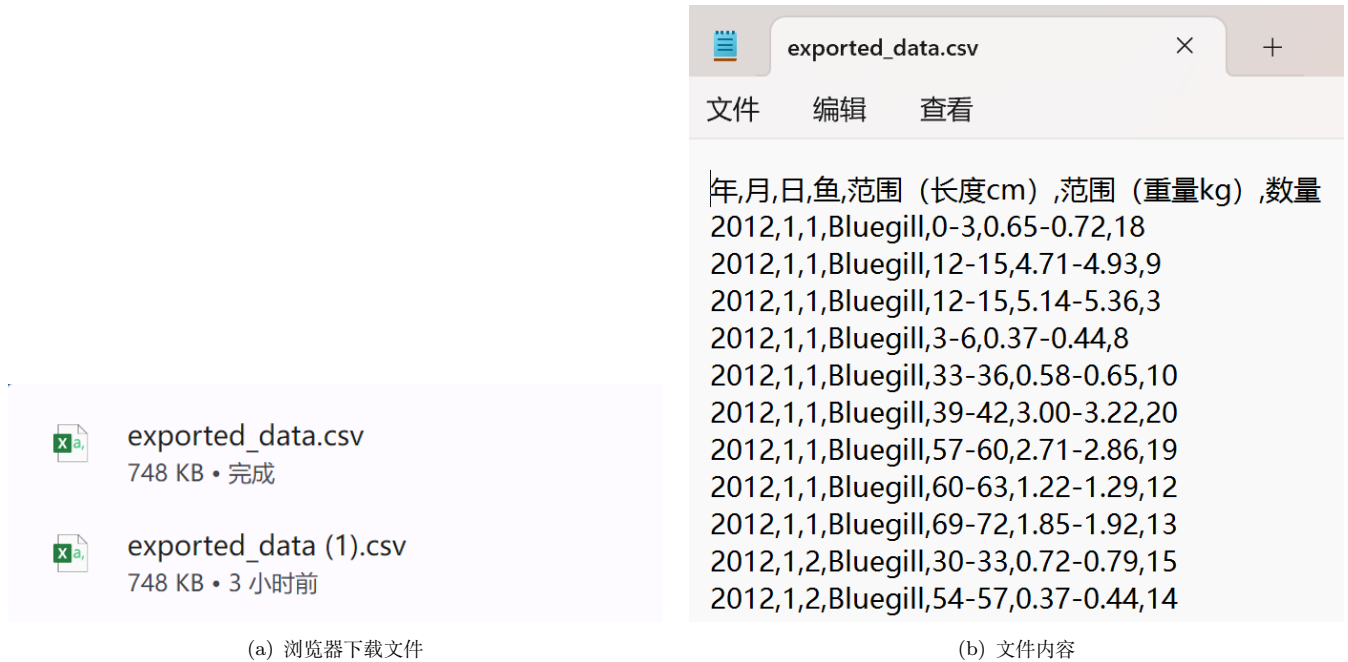 exported_data.csv
748 KB • 完成
exported_data (1).csv
748 KB • 3 小时前
(a) 浏览器下载文件
exported_data.csv
文件 编辑 查看
年,月,日,鱼,范围（长度cm）,范围（重量kg）,数量
2012,1,1,Bluegill,0-3,0.65-0.72,18
2012,1,1,Bluegill,12-15,4.71-4.93,9
2012,1,1,Bluegill,12-15,5.14-5.36,3
2012,1,1,Bluegill,3-6,0.37-0.44,8
2012,1,1,Bluegill,33-36,0.58-0.65,10
2012,1,1,Bluegill,39-42,3.00-3.22,20
2012,1,1,Bluegill,57-60,2.71-2.86,19
2012,1,1,Bluegill,60-63,1.22-1.29,12
2012,1,1,Bluegill,69-72,1.85-1.92,13
2012,1,2,Bluegill,30-33,0.72-0.79,15
2012,1,2,Bluegill,54-57,0.37-0.44,14
(b) 文件内容